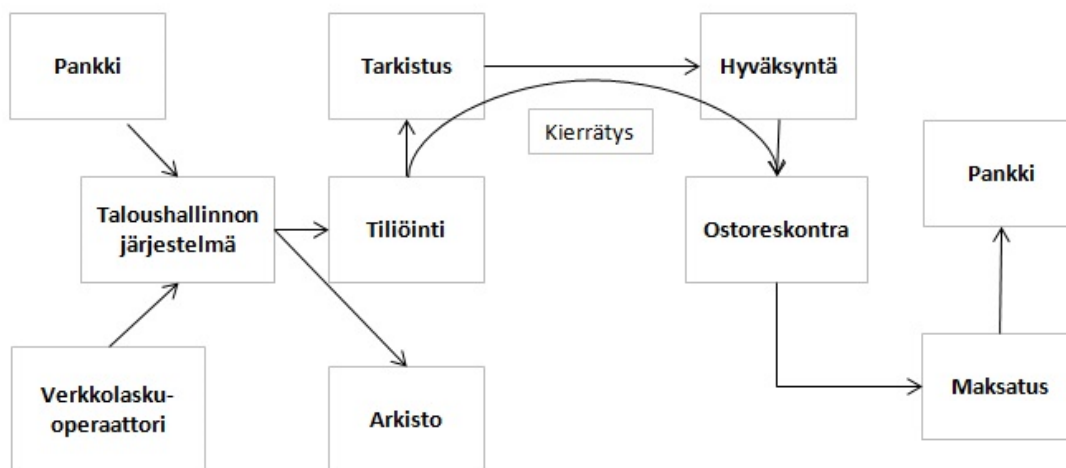 Pankki
Tarkistus
Hyväksyntä
Kierrätys
Pankki
Taloushallinnon
järjestelmä
Tiliöinti
Ostoreskontra
Verkkolasku-
operaattori
Arkisto
Maksatus